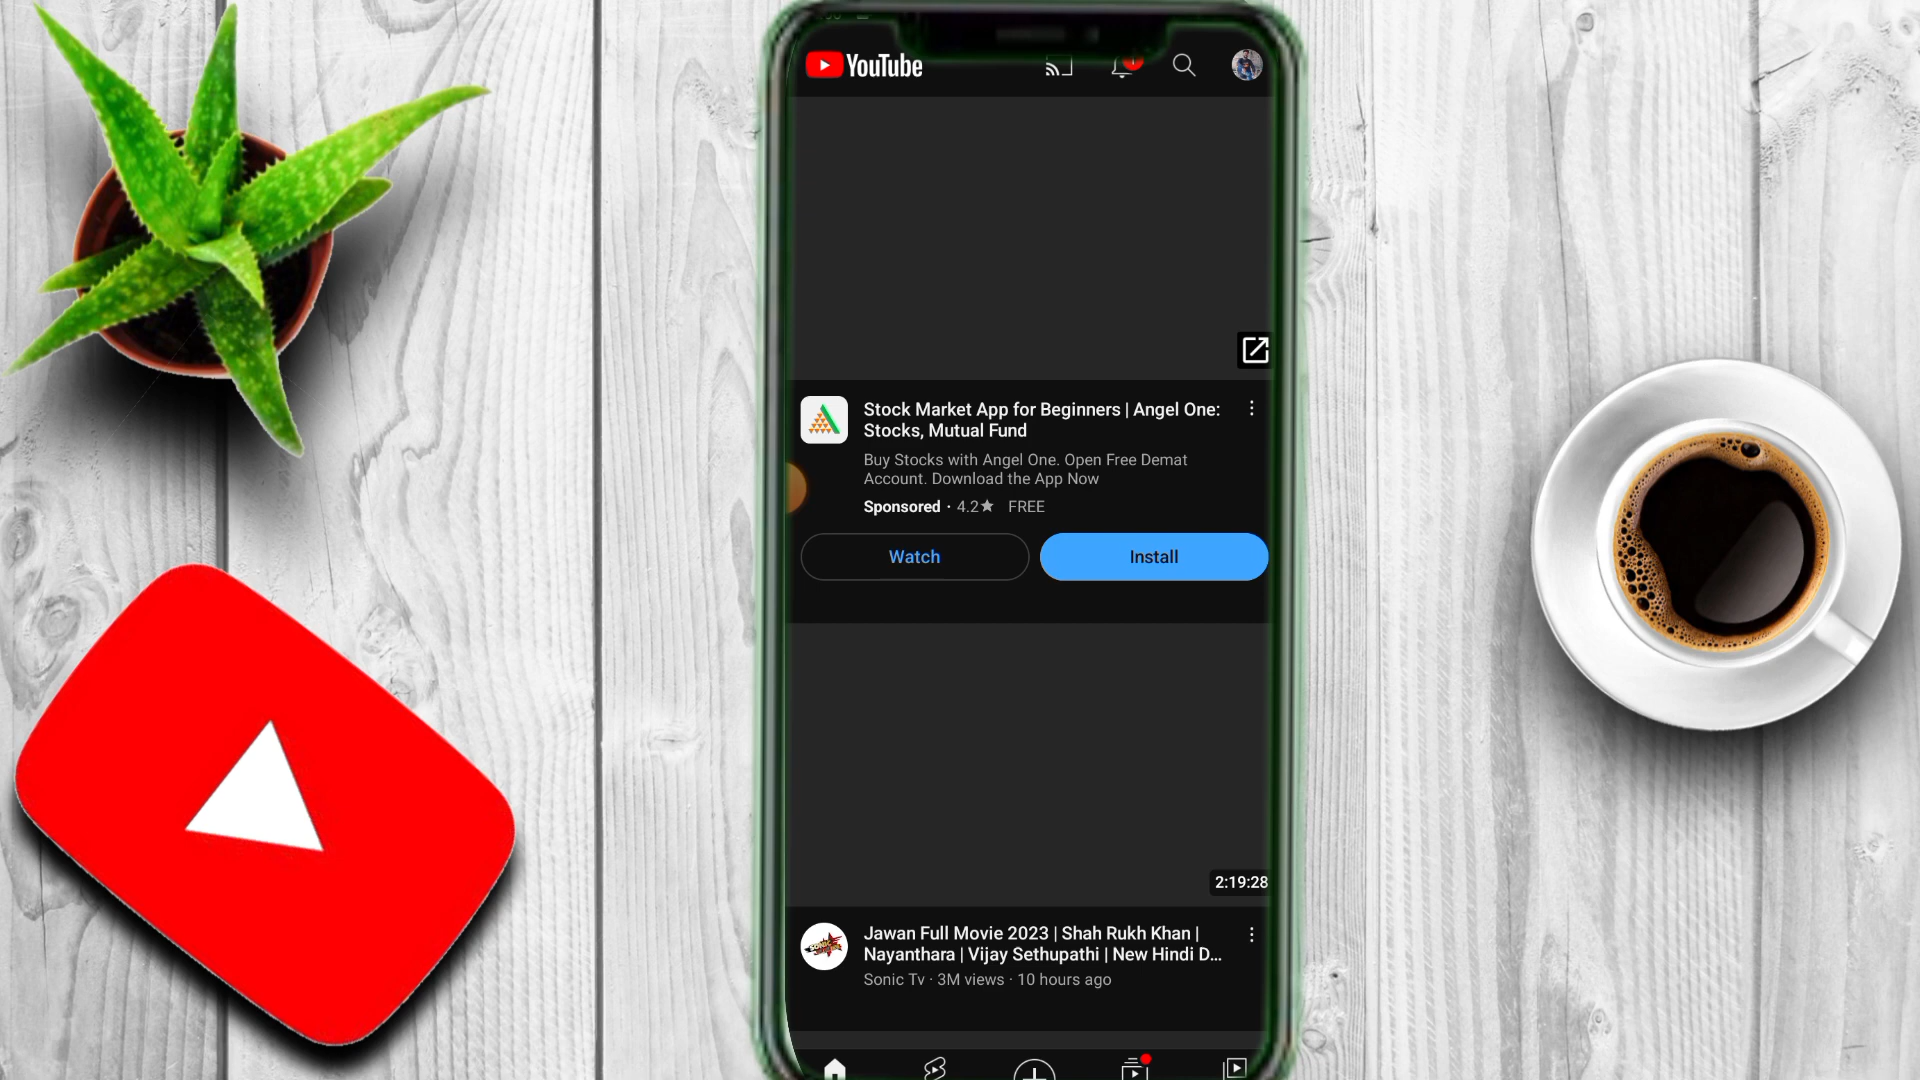 YouTube
Stock Market App for Beginners | Angel One:
Stocks, Mutual Fund
Buy Stocks with Angel One. Open Free Demat
Account. Download the App Now
Sponsored · 4.2★ FREE
Watch
Install
2:19:28
Jawan Full Movie 2023 | Shah Rukh Khan |
Nayanthara | Vijay Sethupathi | New Hindi D...
Sonic Tv · 3M views · 10 hours ago